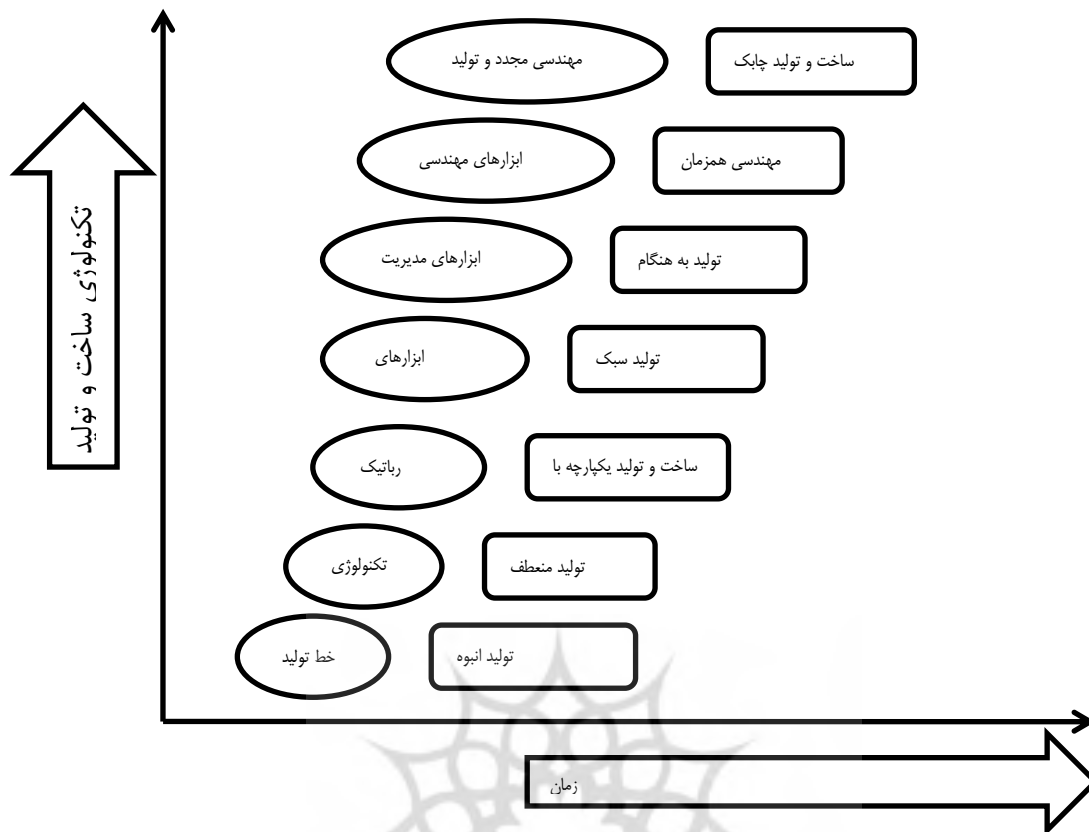 مهندسی مجدد و تولید
ساخت و تولید چابک
ابزارهای مهندسی
مهندسی همزمان
ابزارهای مدیریت
تولید به هنگام
ابزارهای
تولید سبک
رباتیک
ساخت و تولید یکپارچه با
تکنولوژی
تولید منعطف
خط تولید
تولید انبوه
تکنولوژی ساخت و تولید
زمان